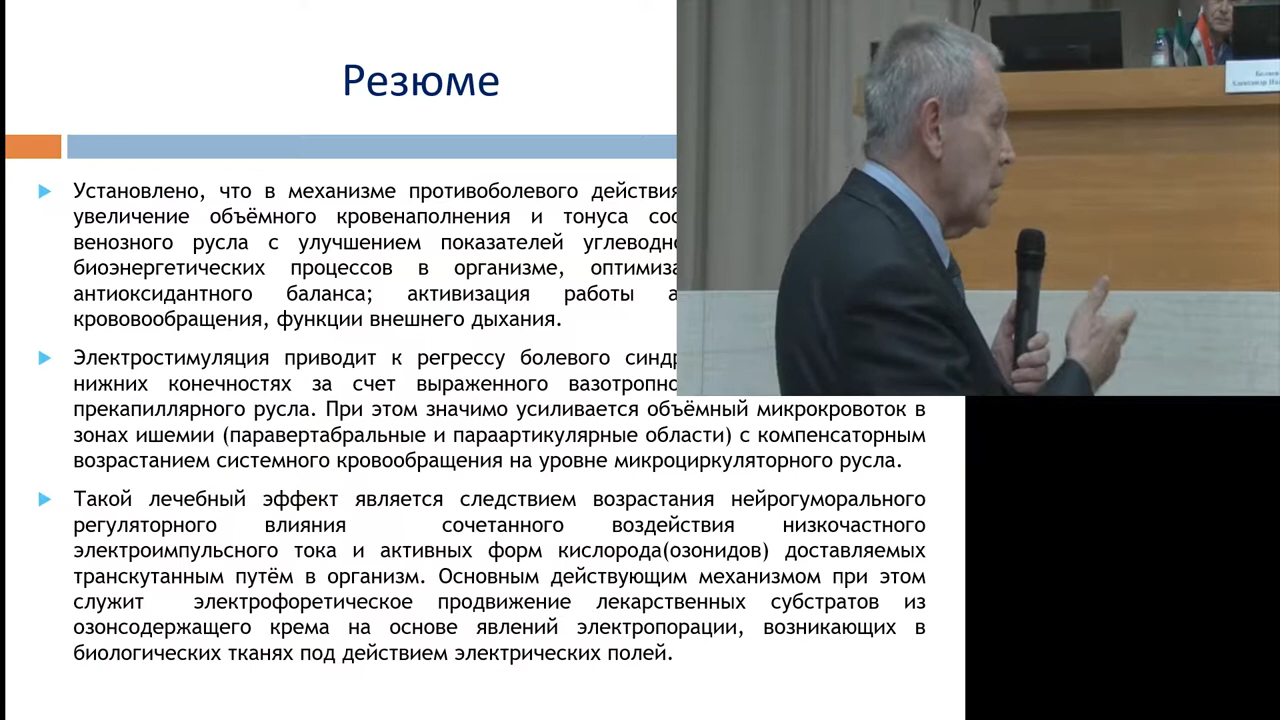 Резюме
Установлено, что в механизме противоболевого действия
увеличение объёмного кровенаполнения и тонуса
венозного русла с улучшением показателей
биоэнергетических процессов в организме,
антиоксидантного баланса; активизация работы
крововообращения, функции внешнего дыхания.
Электростимуляция приводит к регрессу болевого
нижних конечностях за счет выраженного
прекапиллярного русла. При этом значимо усиливается объёмный микрокровоток в
зонах ишемии (паравертабральные и параартикулярные области) с компенсаторным
возрастанием системного кровообращения на уровне микроциркуляторного русла.
Такой лечебный эффект является следствием возрастания нейрогуморального
регуляторного влияния сочетанного воздействия низкочастного
электроимпульсного тока и активных форм кислорода(озонидов) доставляемых
транскутанным путём в организм. Основным действующим механизмом при этом
служит электрофоретическое продвижение лекарственных субстратов из
озонсодержащего крема на основе явлений электропорации, возникающих в
биологических тканях под действием электрических полей.